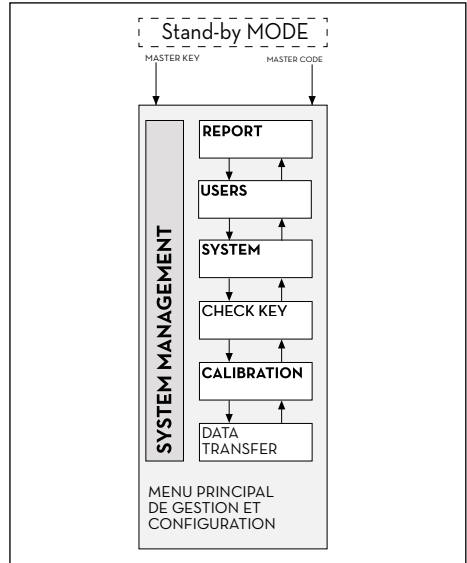 Stand-by MODE
MASTER KEY
MASTER CODE
SYSTEM MANAGEMENT
REPORT
USERS
SYSTEM
CHECK KEY
CALIBRATION
DATA
TRANSFER
MENU PRINCIPAL
DE GESTION ET
CONFIGURATION